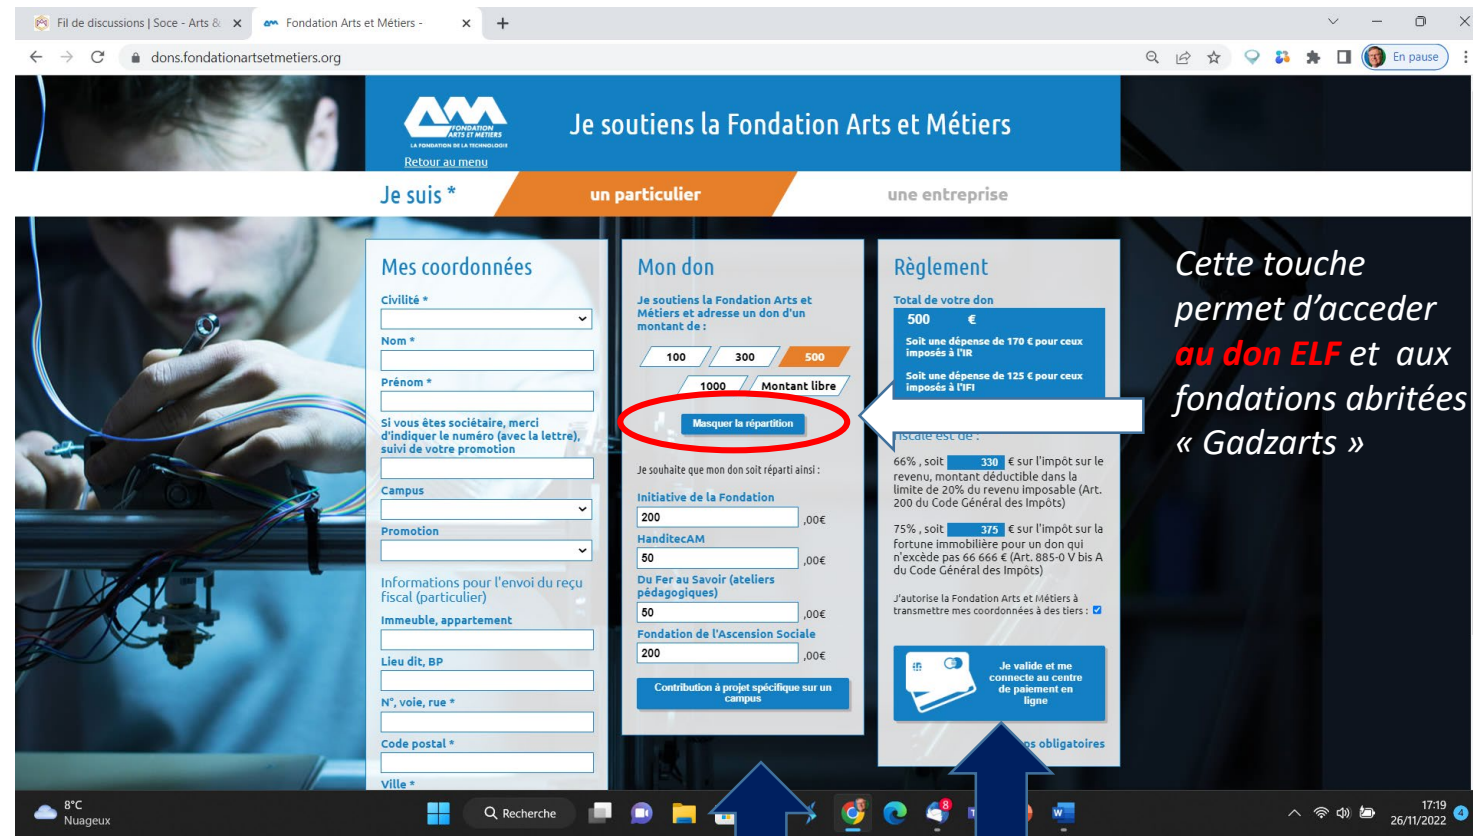 Fil de discussions | Soce - Arts &
Fondation Arts et Métiers -
dons.fondationartsetmetiers.org
En pause
FONDATION
ARTS ET METIERS
LA FONDATION DE LA TECHNOLOGIE
Retour au menu
Je soutiens la Fondation Arts et Métiers
Je suis *
un particulier
une entreprise
Mes coordonnées
Civilité *
Nom *
Prénom *
Si vous êtes sociétaire, merci
d'indiquer le numéro (avec la lettre),
suivi de votre promotion
Campus
Promotion
Informations pour l'envoi du reçu
fiscal (particulier)
Immeuble, appartement
Lieu dit, BP
N°, voie, rue *
Code postal *
Ville *
Mon don
Je soutiens la Fondation Arts et
Métiers et adresse un don d'un
montant de :
100 300 500
1000 Montant libre
Masquer la répartition
Je souhaite que mon don soit réparti ainsi :
Initiative de la Fondation
200 ,00€
HanditecAM
50 ,00€
Du Fer au Savoir (ateliers
pédagogiques)
50 ,00€
Fondation de l'Ascension Sociale
200 ,00€
Contribution à projet spécifique sur un
campus
Règlement
Total de votre don
500 €
Soit une dépense de 170 € pour ceux
imposés à l'IR
Soit une dépense de 125 € pour ceux
imposés à l'IFI
fiscale est de :
66% , soit 330 € sur l'impôt sur le
revenu, montant déductible dans la
limite de 20% du revenu imposable (Art.
200 du Code Général des Impôts)
75% , soit 375 € sur l'impôt sur la
fortune immobilière pour un don qui
n'excède pas 66 666 € (Art. 885-0 V bis A
du Code Général des Impôts)
J'autorise la Fondation Arts et Métiers à
transmettre mes coordonnées à des tiers :
Je valide et me
connecte au centre
de paiement en
ligne
obligatoires
Cette touche
permet d’acceder
au don ELF et aux
fondations abritées
« Gadzarts »
8°C
Nuageux
Recherche
8
17:19
26/11/2022
4